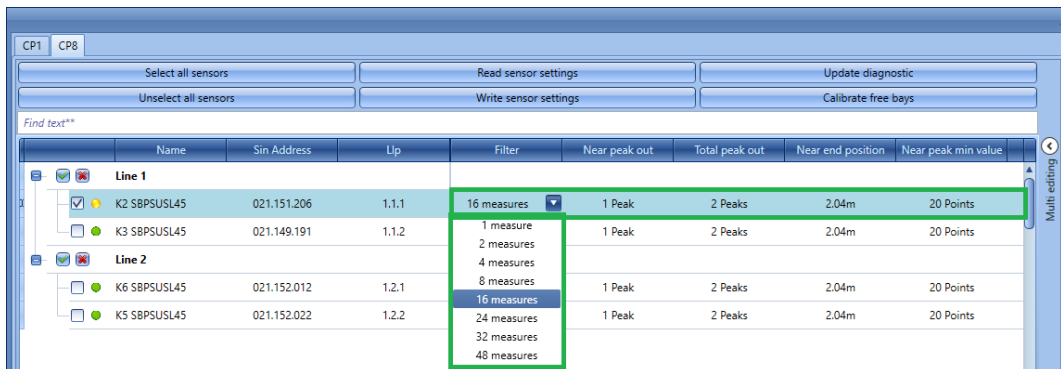 CP1 CP8
Select all sensors Read sensor settings Update diagnostic
Unselect all sensors Write sensor settings Calibrate free bays
Find text**
Name Sin Address Llp Filter Near peak out Total peak out Near end position Near peak min value
Line 1
K2 SBPSUSL45 021.151.206 1.1.1 16 measures 1 Peak 2 Peaks 2.04m 20 Points
K3 SBPSUSL45 021.149.191 1.1.2 1 Peak 2 Peaks 2.04m 20 Points
Line 2
K6 SBPSUSL45 021.152.012 1.2.1 1 Peak 2 Peaks 2.04m 20 Points
K5 SBPSUSL45 021.152.022 1.2.2 1 Peak 2 Peaks 2.04m 20 Points
1 measure
2 measures
4 measures
8 measures
16 measures
24 measures
32 measures
48 measures
Multi editing